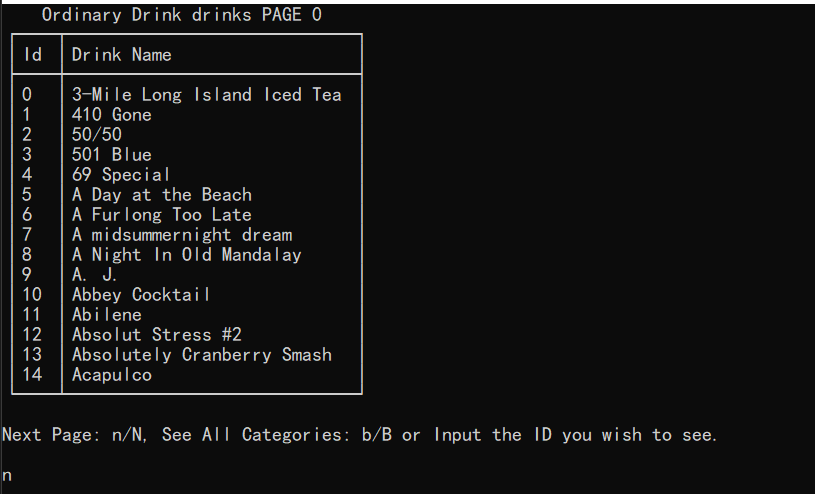 Ordinary Drink drinks PAGE 0
Id Drink Name
0 3-Mile Long Island Iced Tea
1 410 Gone
2 50/50
3 501 Blue
4 69 Special
5 A Day at the Beach
6 A Furlong Too Late
7 A midsummernight dream
8 A Night In Old Mandalay
9 A. J.
10 Abbey Cocktail
11 Abilene
12 Absolut Stress #2
13 Absolutely Cranberry Smash
14 Acapulco
Next Page: n/N, See All Categories: b/B or Input the ID you wish to see.
n